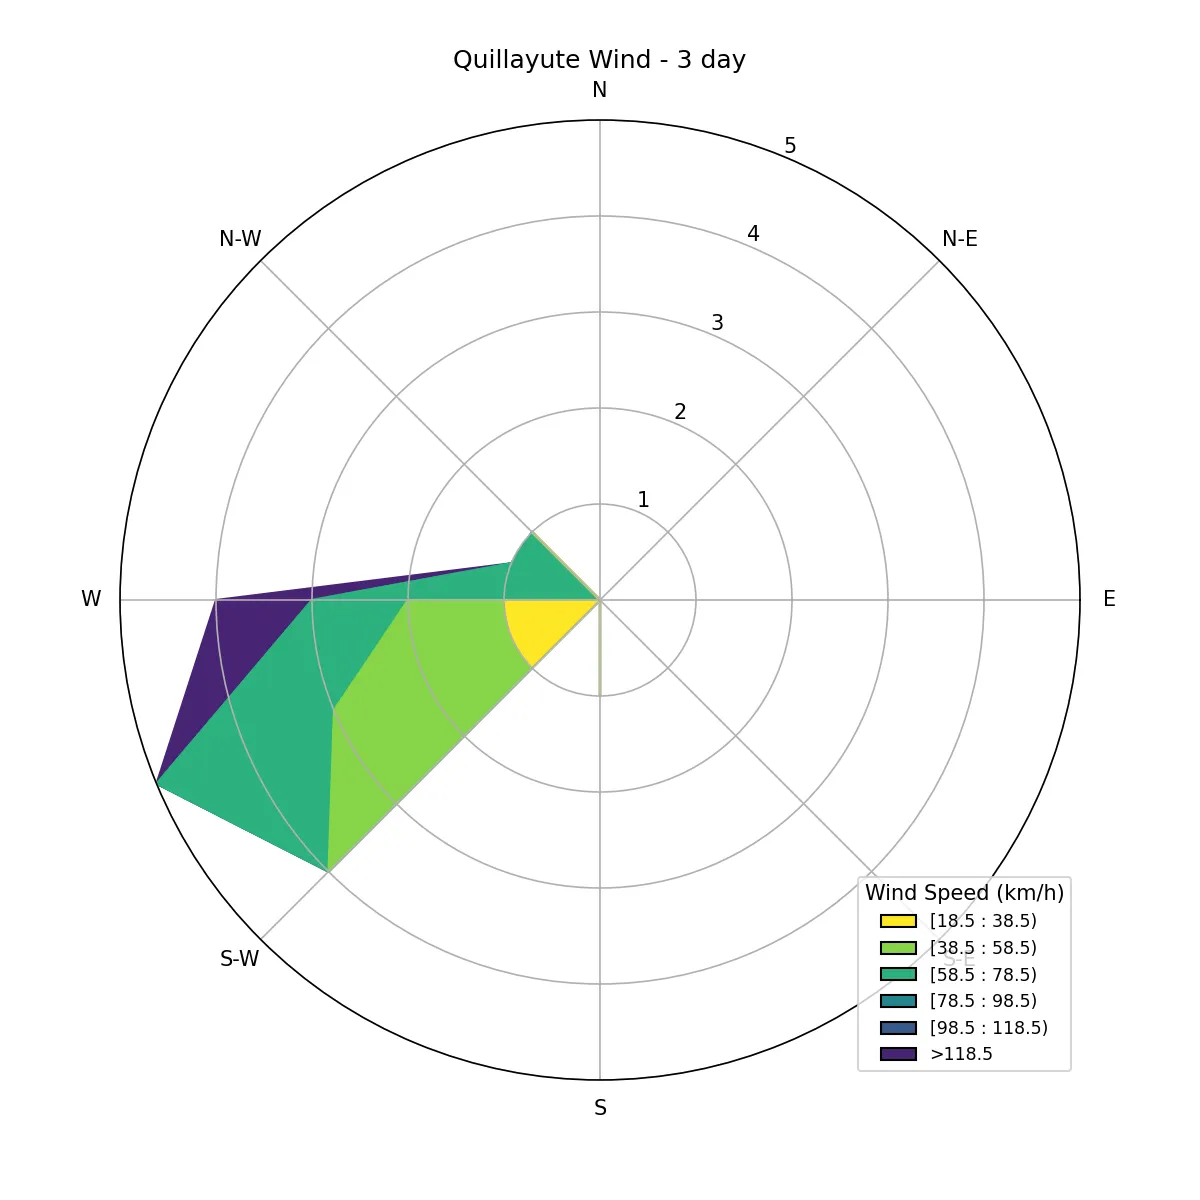 Quillayute Wind - 3 day
N
5
N-W
N-E
4
3
2
1
W
E
S-W
S-E
S
Wind Speed (km/h)
[18.5 : 38.5)
[38.5 : 58.5)
[58.5 : 78.5)
[78.5 : 98.5)
[98.5 : 118.5)
>118.5